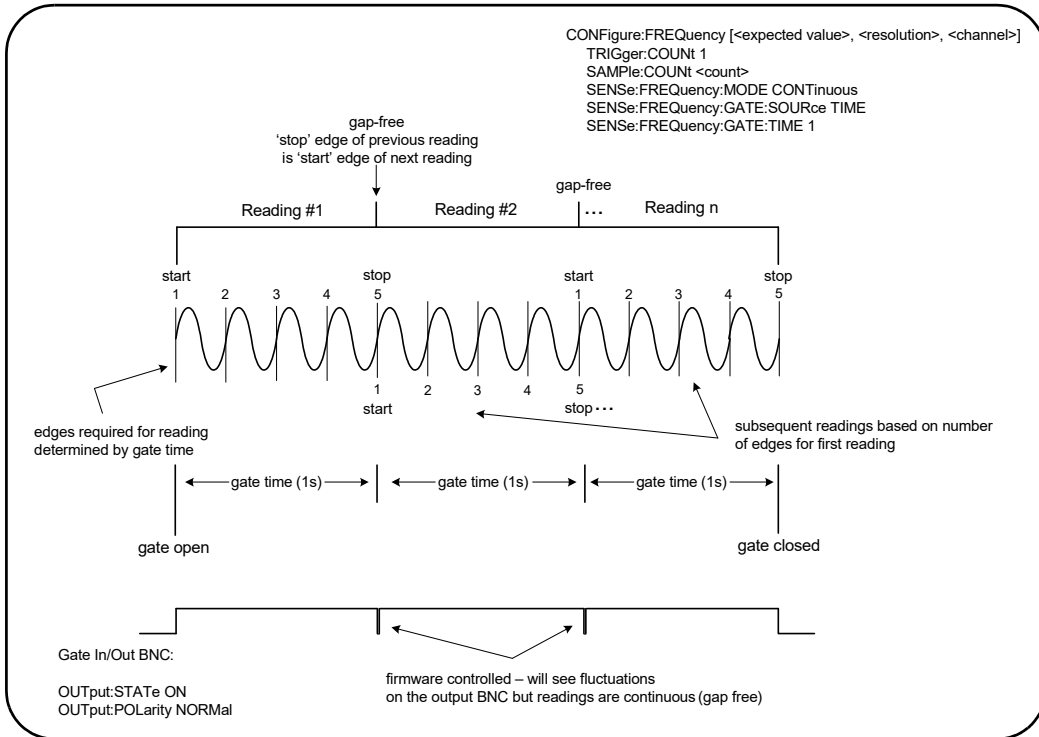 CONFigure:FREQuency [<expected value>, <resolution>, <channel>]
TRIGger:COUNt 1
SAMPle:COUNt <count>
SENSe:FREQuency:MODE CONTinuous
SENSe:FREQuency:GATE:SOURce TIME
SENSe:FREQuency:GATE:TIME 1
gap-free
'stop' edge of previous reading
is 'start' edge of next reading
gap-free
Reading #1
Reading #2
...
Reading n
start
stop
start
stop
1 2 3 4 5 1 2 3 4 5
1 2 3 4 5
start
stop...
edges required for reading
determined by gate time
subsequent readings based on number
of edges for first reading
gate time (1s)
gate time (1s)
gate time (1s)
gate open
gate closed
Gate In/Out BNC:
OUTput:STATe ON
OUTput:POLarity NORMal
firmware controlled – will see fluctuations
on the output BNC but readings are continuous (gap free)